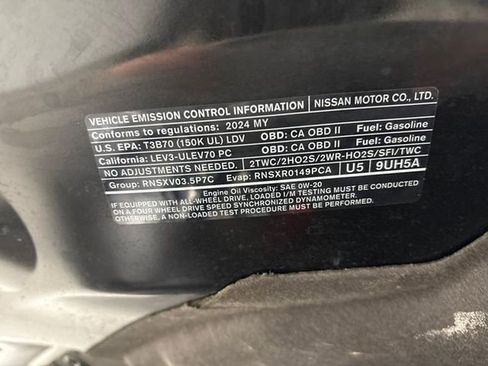 VEHICLE EMISSION CONTROL INFORMATION NISSAN MOTOR CO., LTD.
Conforms to regulations: 2024 MY
U.S. EPA: T3B70 (150K UL) LDV OBD: CA OBD II Fuel: Gasoline
California: LEV3-ULEV70 PC OBD: CA OBD II Fuel: Gasoline
NO ADJUSTMENTS NEEDED. 2TWC/2HO2S/2WR-HO2S/SFI/TWC
Group: RNSXV03.5P7C Evap: RNSXR0149PCA U5 9UH5A
Engine Oil Viscosity: SAE 0W-20
IF EQUIPPED WITH ALL-WHEEL DRIVE, LOADED I/M TESTING MUST BE COMPLETED
ON A FOUR WHEEL DRIVE SPEED SYNCHRONIZED DYNAMOMETER.
OTHERWISE, A NON-LOADED TEST PROCEDURE MUST BE USED.